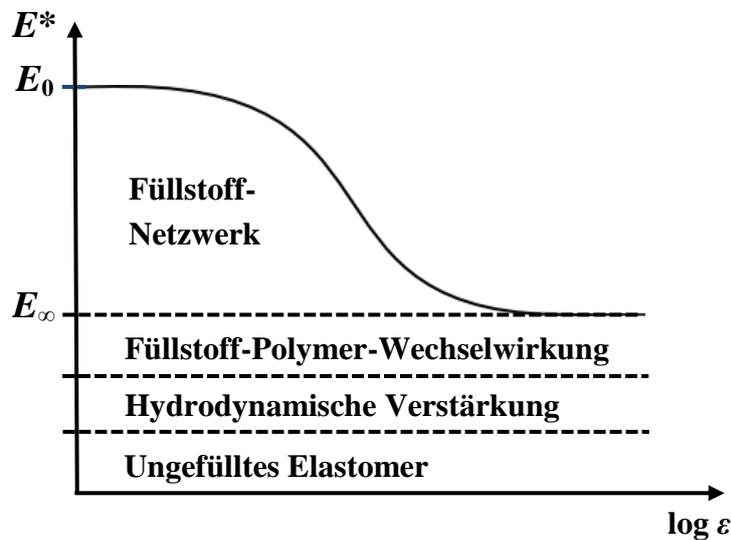 E*
E₀
Füllstoff-
Netzwerk
E∞
Füllstoff-Polymer-Wechselwirkung
Hydrodynamische Verstärkung
Ungefülltes Elastomer
log ε